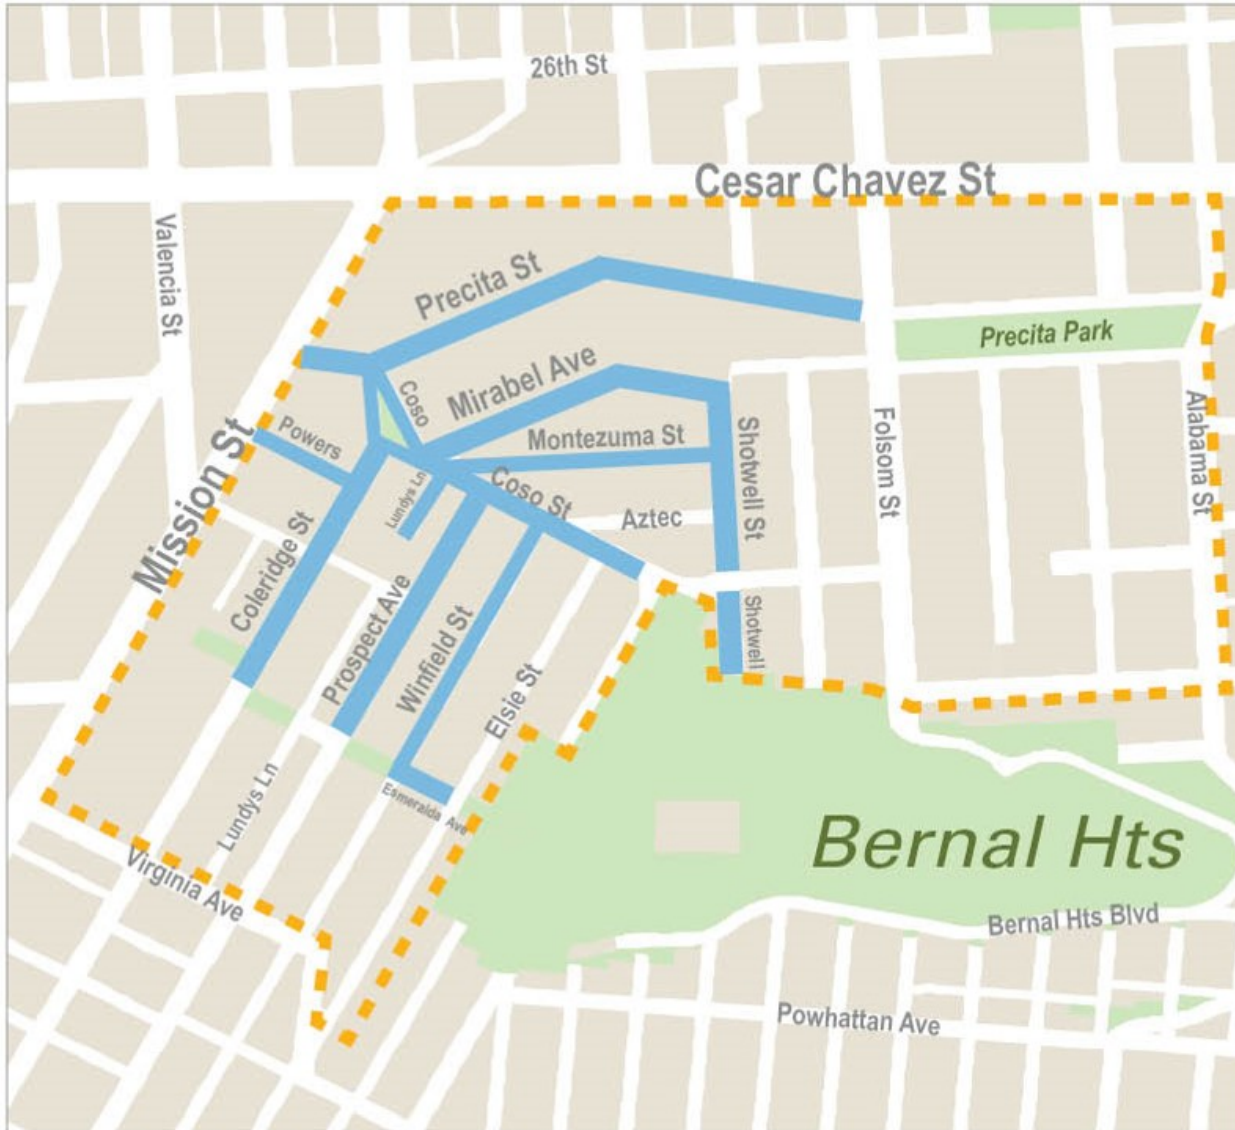 26th St
Cesar Chavez St
Valencia St
Precita St
Precita Park
Coso
Mirabel Ave
Powers
Montezuma St
Mission St
Lundys Ln
Coso St
Aztec
Shotwell St
Folsom St
Alabama St
Coleridge St
Prospect Ave
Winfield St
Shotwell
Elsie St
Esmeralda Ave
Lundys Ln
Bernal Hts
Virginia Ave
Bernal Hts Blvd
Powhattan Ave